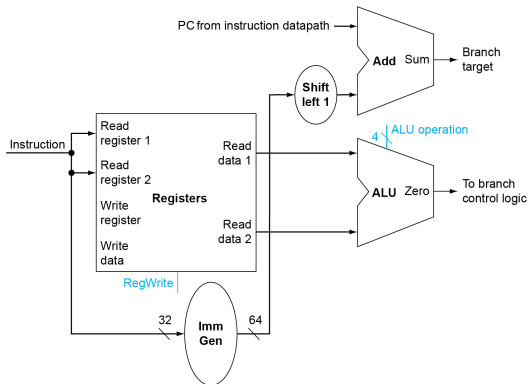 PC from instruction datapath
Add
Sum
Branch
target
Shift
left 1
Instruction
Read
register 1
Read
register 2
Write
register
Write
data
Registers
Read
data 1
Read
data 2
RegWrite
4
ALU operation
ALU
Zero
To branch
control logic
32
Imm
Gen
64